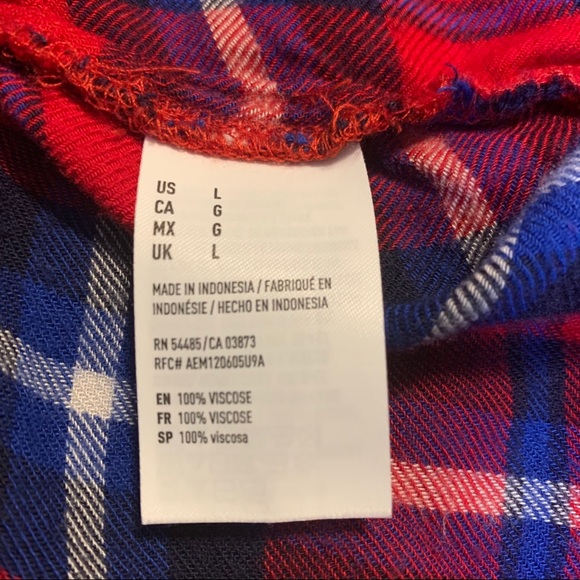 US L
CA G
MX G
UK L
MADE IN INDONESIA / FABRIQUÉ EN
INDONÉSIE / HECHO EN INDONESIA
RN 54485/CA 03873
RFC# AEM120605U9A
EN 100% VISCOSE
FR 100% VISCOSE
SP 100% viscosa